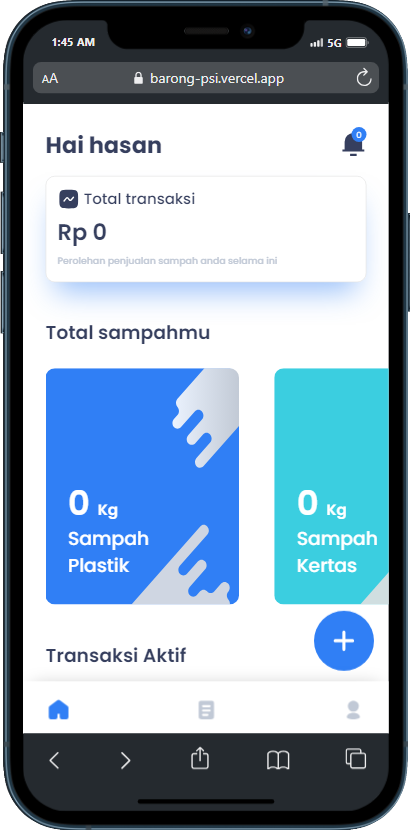 1:45 AM
5G
AA
barong-psi.vercel.app
Hai hasan
0
Total transaksi
Rp 0
Perolehan penjualan sampah anda selama ini
Total sampahmu
0 Kg
Sampah
Plastik
0 Kg
Sampah
Kertas
Transaksi Aktif